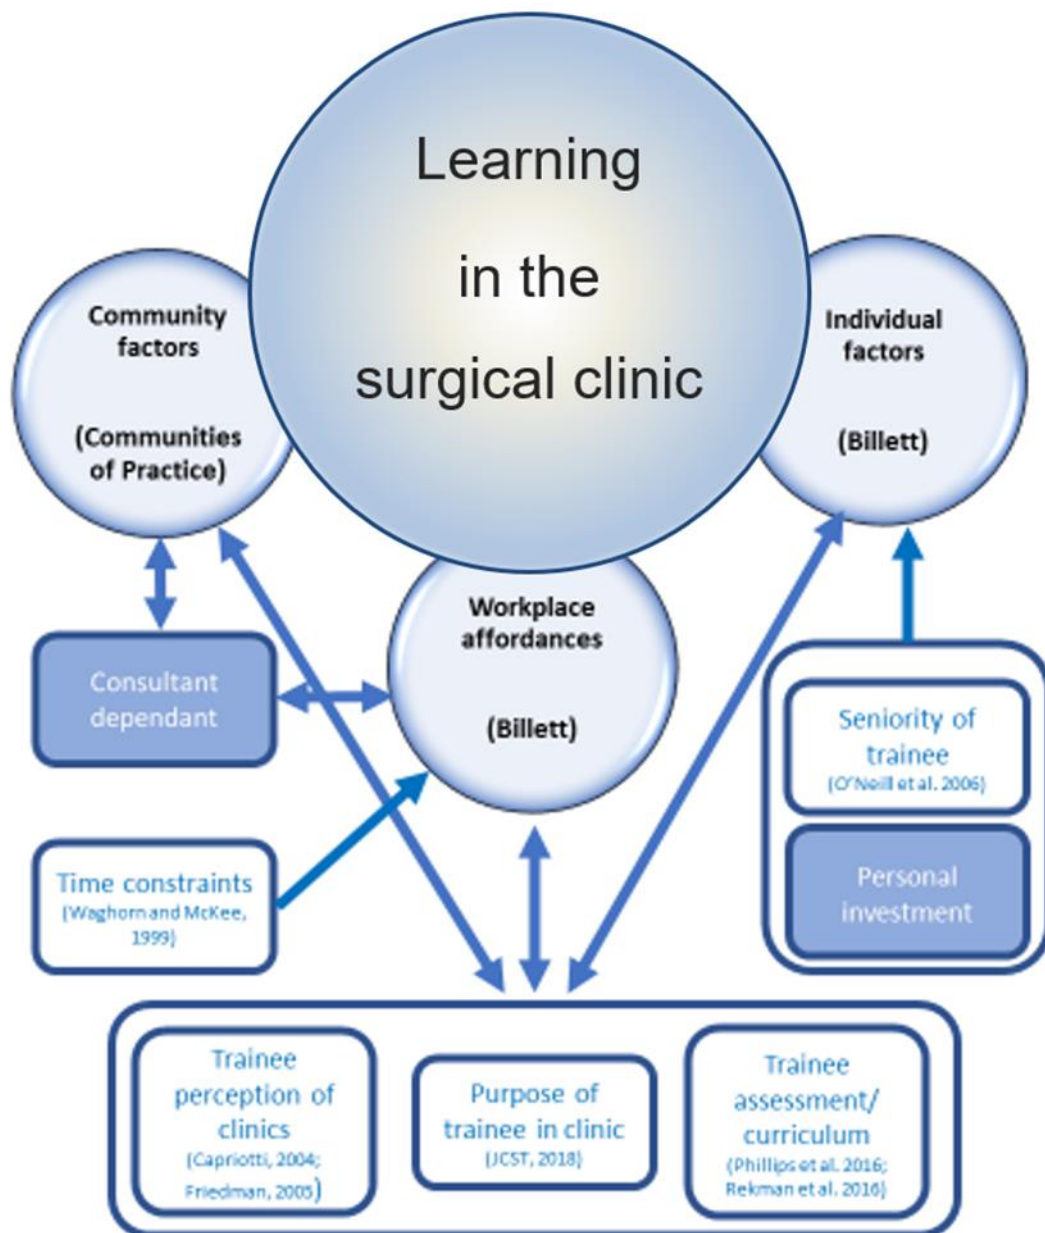 Learning
in the
surgical clinic
Community
factors
(Communities
of Practice)
Individual
factors
(Billett)
Workplace
affordances
(Billett)
Consultant
dependant
Seniority of
trainee
(O'Neill et al. 2006)
Time constraints
(Waghorn and McKee,
1999)
Personal
investment
Trainee
perception of
clinics
(Capriotti, 2004;
Friedman, 2005)
Purpose of
trainee in clinic
(JCST, 2018)
Trainee
assessment/
curriculum
(Phillips et al. 2016;
Rekman et al. 2016)